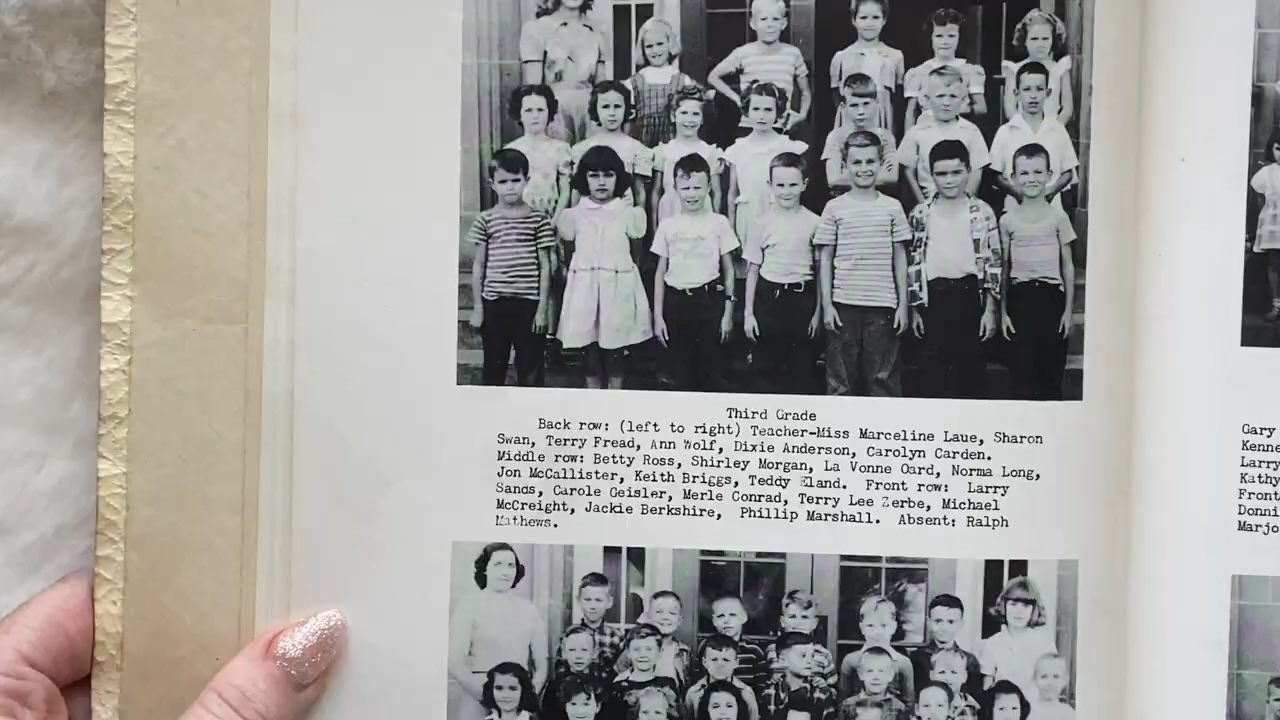 Third Grade
Back row: (left to right) Teacher-Miss Marceline Laue, Sharon
Swan, Terry Fread, Ann Wolf, Dixie Anderson, Carolyn Carden.
Middle row: Betty Ross, Shirley Morgan, La Vonne Oard, Norma Long,
Jon McCallister, Keith Briggs, Teddy Eland. Front row: Larry
Sands, Carole Geisler, Merle Conrad, Terry Lee Zerbe, Michael
McCreight, Jackie Berkshire, Phillip Marshall. Absent: Ralph
Mathews.
Gary
Kenne
Larry
Kathy
Front
Donni
Marjo